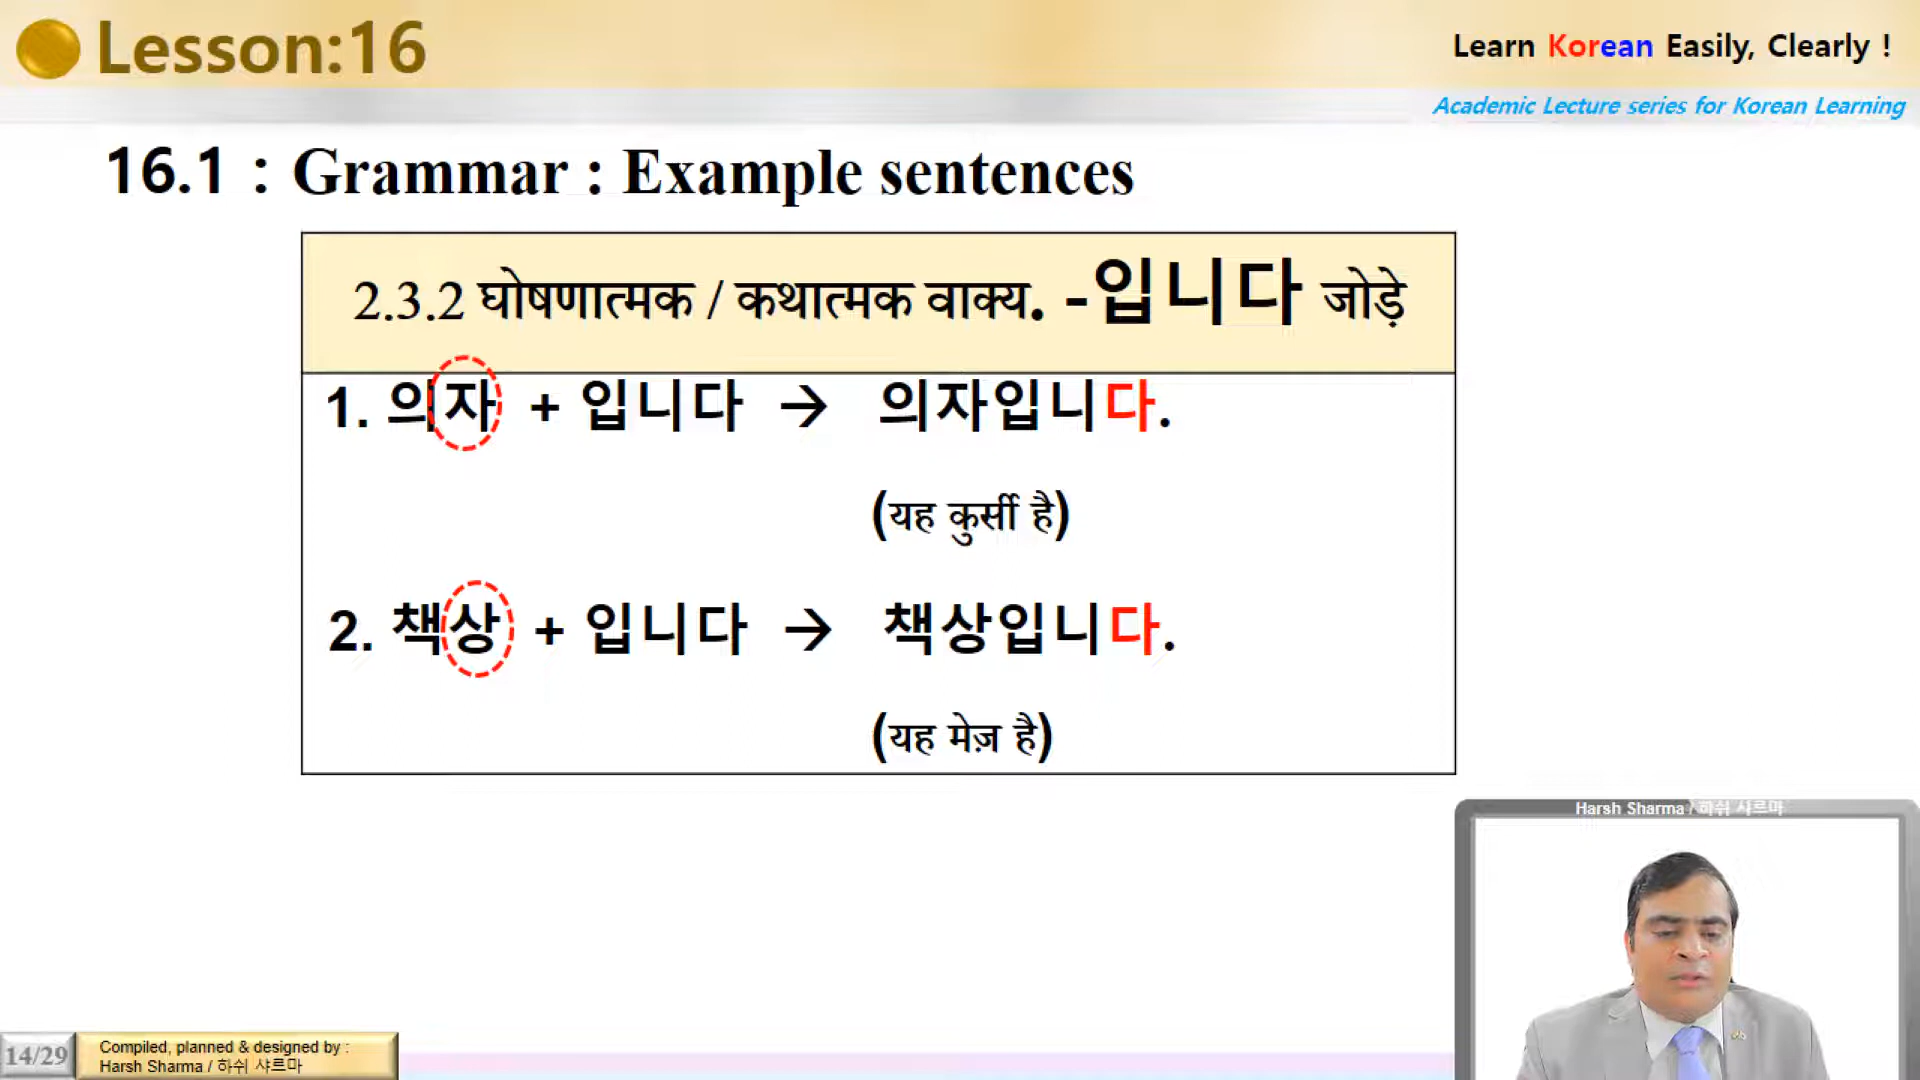 Lesson:16
Learn Korean Easily, Clearly !
Academic Lecture series for Korean Learning
16.1 : Grammar : Example sentences
2.3.2 घोषणात्मक / कथात्मक वाक्य. -입니다 जोड़े
1. 의자 + 입니다 → 의자입니다.
(यह कुर्सी है)
2. 책상 + 입니다 → 책상입니다.
(यह मेज़ है)
Harsh Sharma / 하쉬 샤르마
14/29
Compiled, planned & designed by :
Harsh Sharma / 하쉬 샤르마